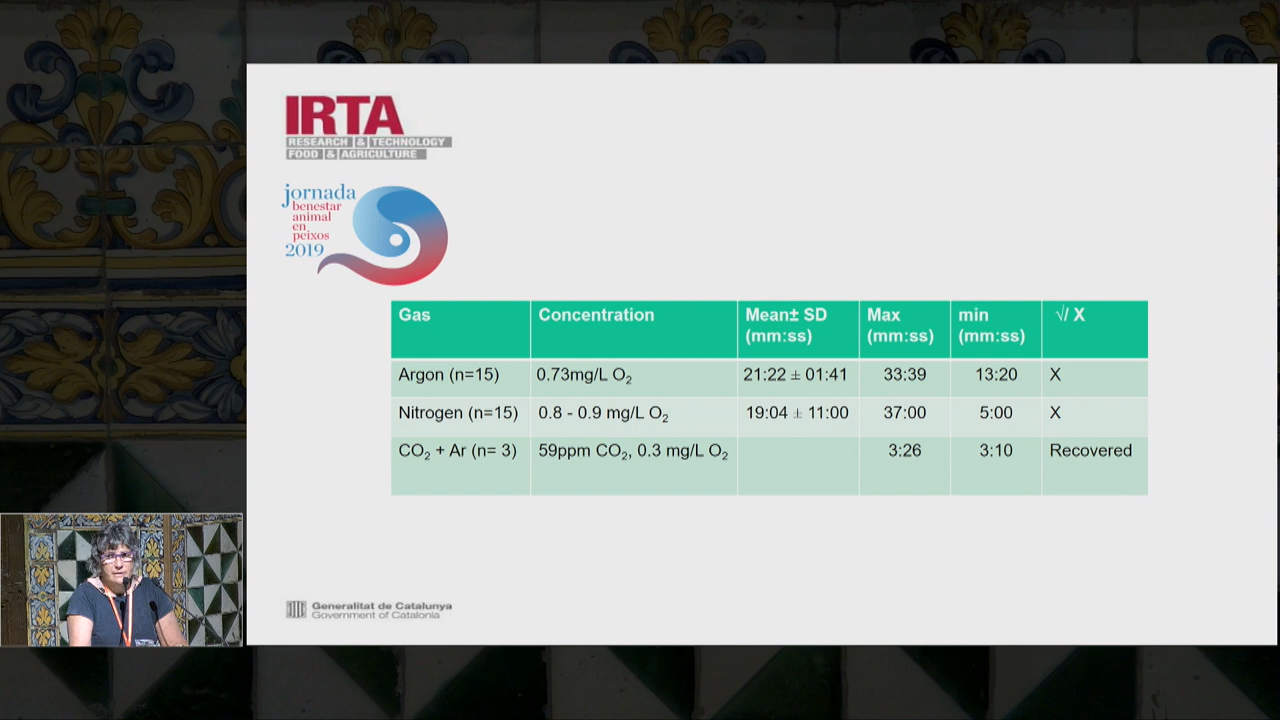 IRTA
RESEARCH & TECHNOLOGY
FOOD & AGRICULTURE
jornada
benestar
animal
en
peixos
2019
Gas Concentration Mean± SD (mm:ss) Max (mm:ss) min (mm:ss) √/ X
Argon (n=15) 0.73mg/L O₂ 21:22 ± 01:41 33:39 13:20 X
Nitrogen (n=15) 0.8 - 0.9 mg/L O₂ 19:04 ± 11:00 37:00 5:00 X
CO₂ + Ar (n= 3) 59ppm CO₂, 0.3 mg/L O₂ 3:26 3:10 Recovered
Generalitat de Catalunya
Government of Catalonia